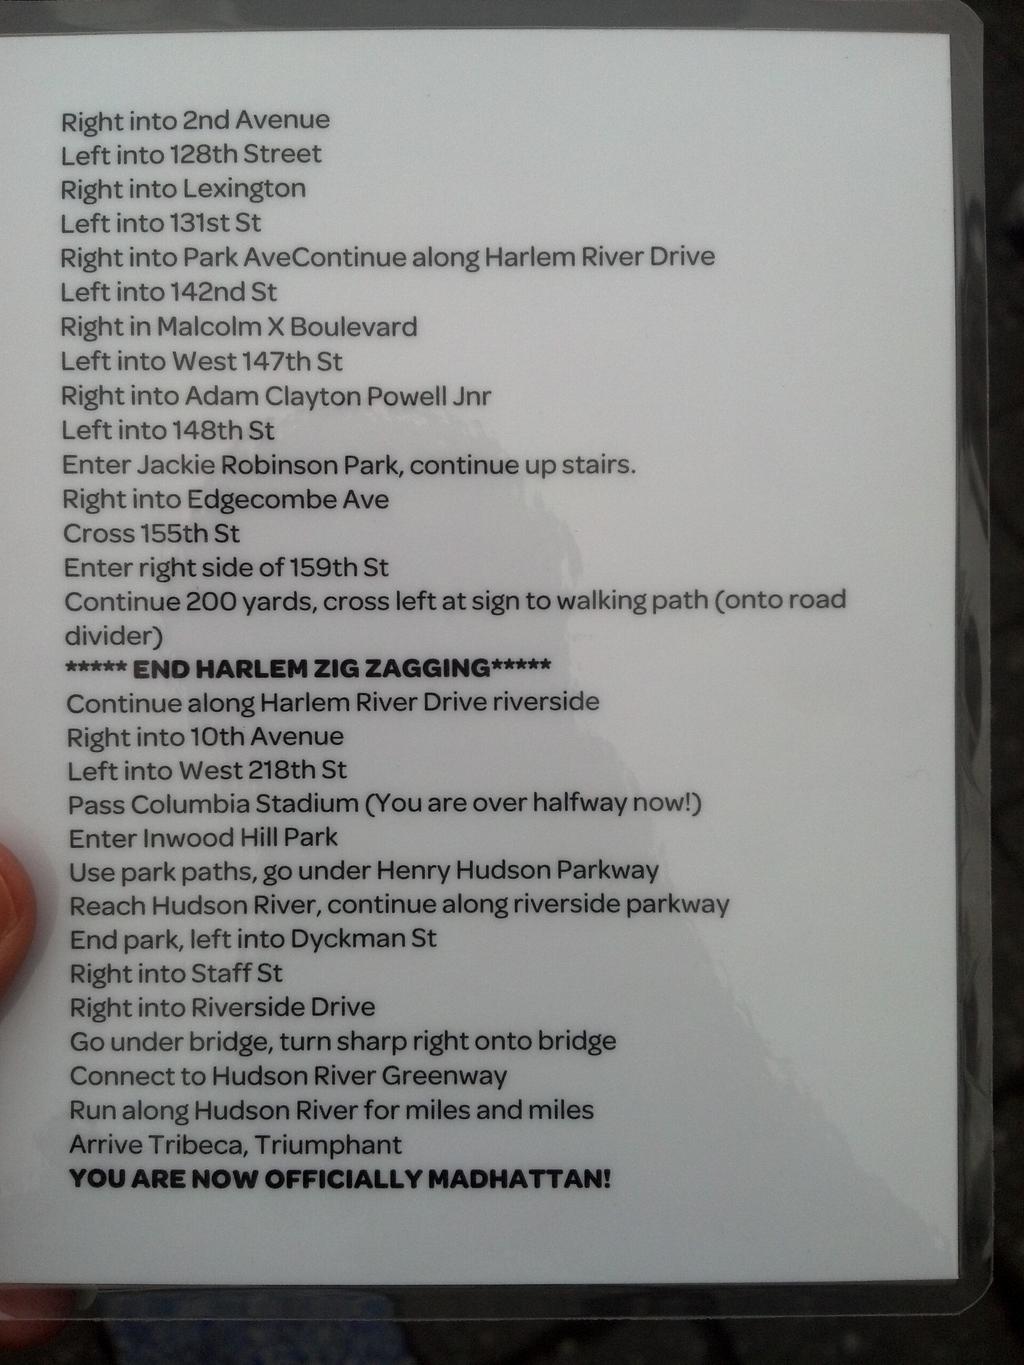 Right into 2nd Avenue
Left into 128th Street
Right into Lexington
Left into 131st St
Right into Park AveContinue along Harlem River Drive
Left into 142nd St
Right in Malcolm X Boulevard
Left into West 147th St
Right into Adam Clayton Powell Jnr
Left into 148th St
Enter Jackie Robinson Park, continue up stairs.
Right into Edgecombe Ave
Cross 155th St
Enter right side of 159th St
Continue 200 yards, cross left at sign to walking path (onto road
divider)
***** END HARLEM ZIG ZAGGING*****
Continue along Harlem River Drive riverside
Right into 10th Avenue
Left into West 218th St
Pass Columbia Stadium (You are over halfway now!)
Enter Inwood Hill Park
Use park paths, go under Henry Hudson Parkway
Reach Hudson River, continue along riverside parkway
End park, left into Dyckman St
Right into Staff St
Right into Riverside Drive
Go under bridge, turn sharp right onto bridge
Connect to Hudson River Greenway
Run along Hudson River for miles and miles
Arrive Tribeca, Triumphant
YOU ARE NOW OFFICIALLY MADHATTAN!